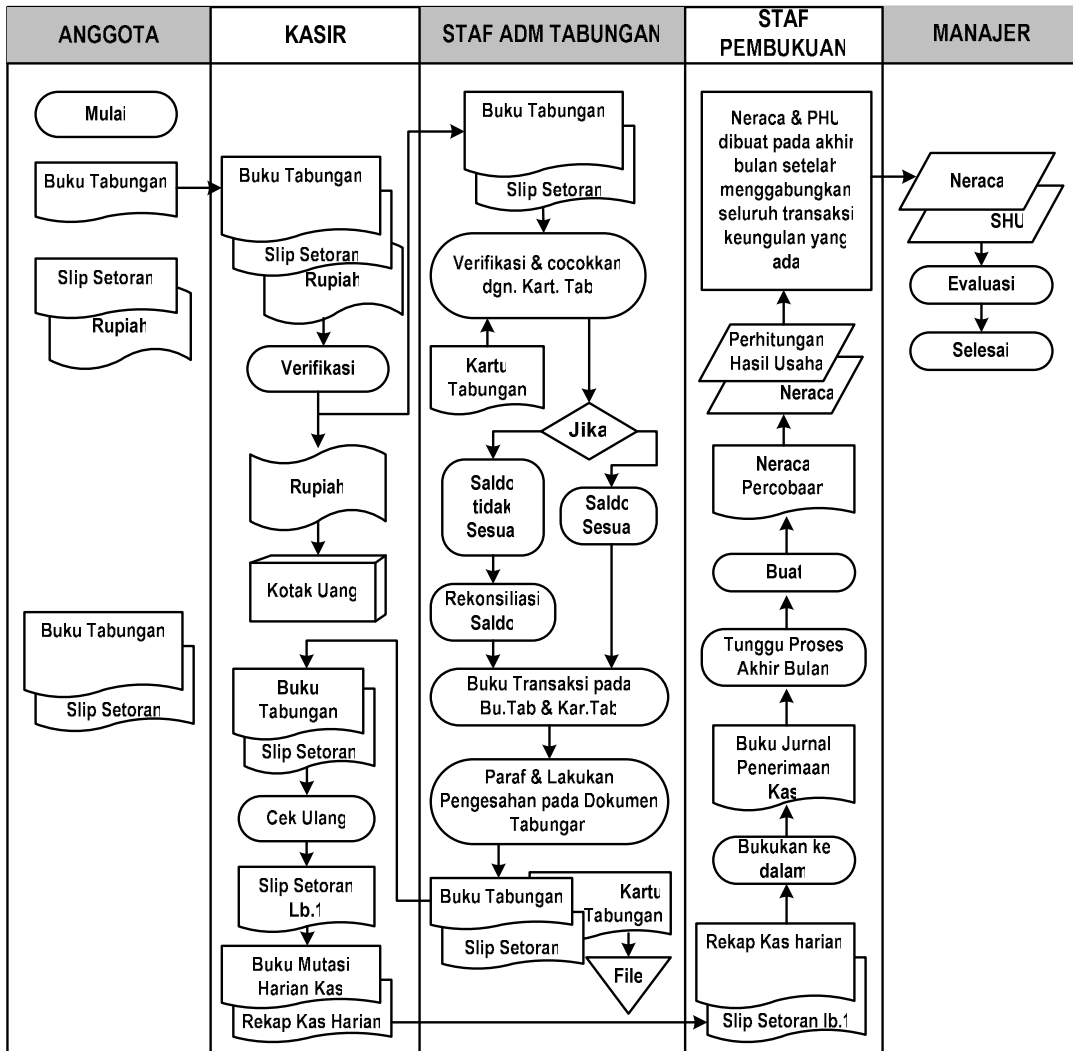 ANGGOTA
KASIR
STAF ADM TABUNGAN
STAF
PEMBUKUAN
MANAJER
Mulai
Buku Tabungan
Slip Setoran
Rupiah
Buku Tabungan
Slip Setoran
Buku Tabungan
Slip Setoran
Rupiah
Verifikasi
Rupiah
Kotak Uang
Buku
Tabungan
Slip Setoran
Cek Ulang
Slip Setoran
Lb.1
Buku Mutasi
Harian Kas
Rekap Kas Harian
Buku Tabungan
Slip Setoran
Verifikasi & cocokkan
dgn. Kart. Tab
Kartu
Tabungan
Jika
Saldo
tidak
Sesua
Saldo
Sesua
Rekonsiliasi
Saldo
Buku Transaksi pada
Bu.Tab & Kar.Tab
Paraf & Lakukan
Pengesahan pada Dokumen
Tabungan
Buku Tabungan
Slip Setoran
Kartu
Tabungan
File
Neraca & PHU
dibuat pada akhir
bulan setelah
menggabungkan
seluruh transaksi
keungulan yang
ada
Perhitungan
Hasil Usaha
Neraca
Neraca
Percobaan
Buat
Tunggu Proses
Akhir Bulan
Buku Jurnal
Penerimaan
Kas
Bukukan ke
dalam
Rekap Kas harian
Slip Setoran lb.1
Neraca
SHU
Evaluasi
Selesai